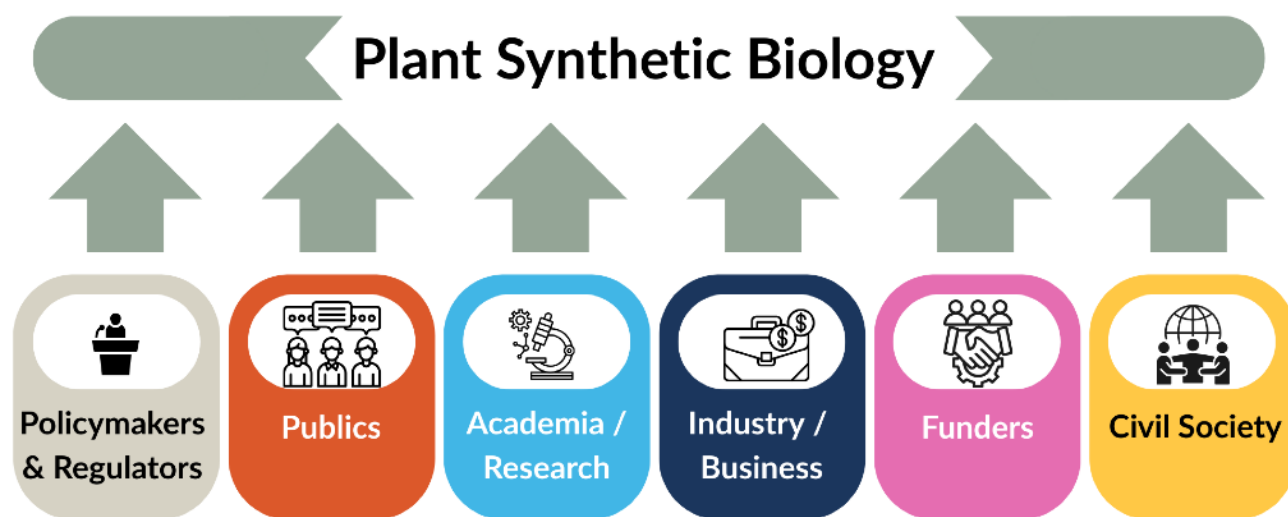 Plant Synthetic Biology
Policymakers
& Regulators
Publics
Academia /
Research
$
$
Industry /
Business
Funders
Civil Society